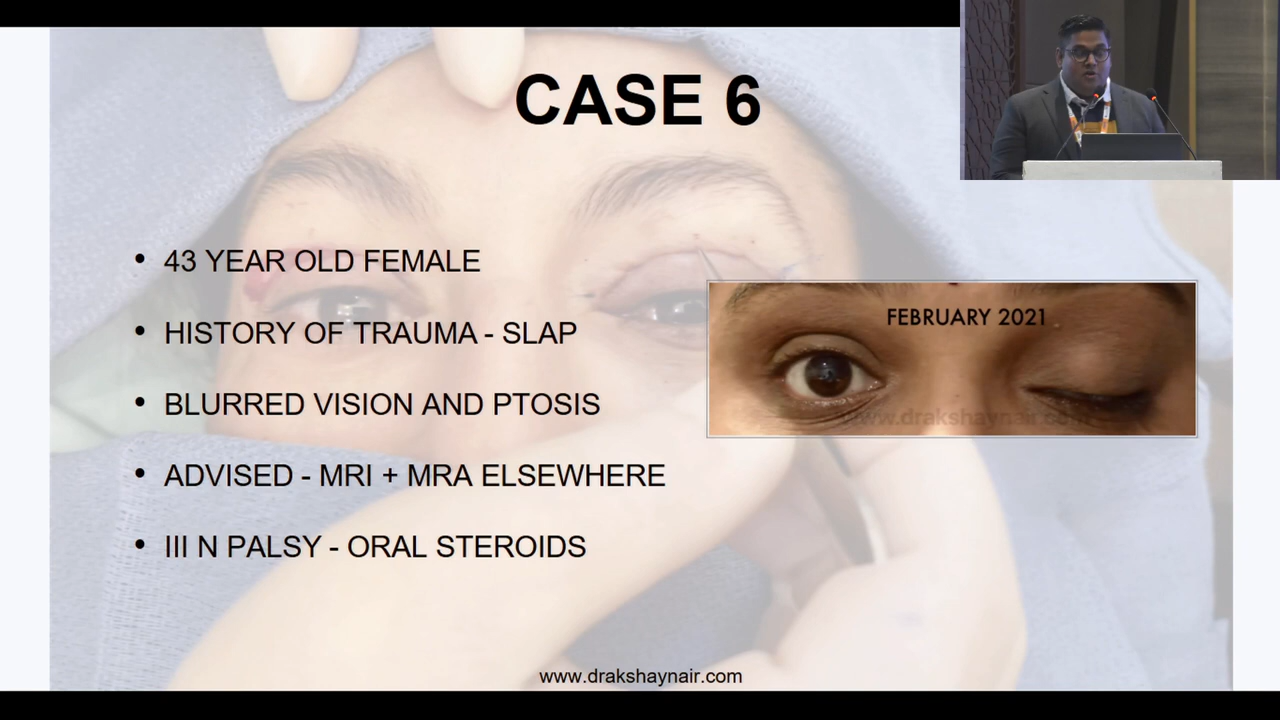 CASE 6
• 43 YEAR OLD FEMALE
• HISTORY OF TRAUMA - SLAP
• BLURRED VISION AND PTOSIS
• ADVISED - MRI + MRA ELSEWHERE
• III N PALSY - ORAL STEROIDS
FEBRUARY 2021
www.drakshaynair.com
www.drakshaynair.com